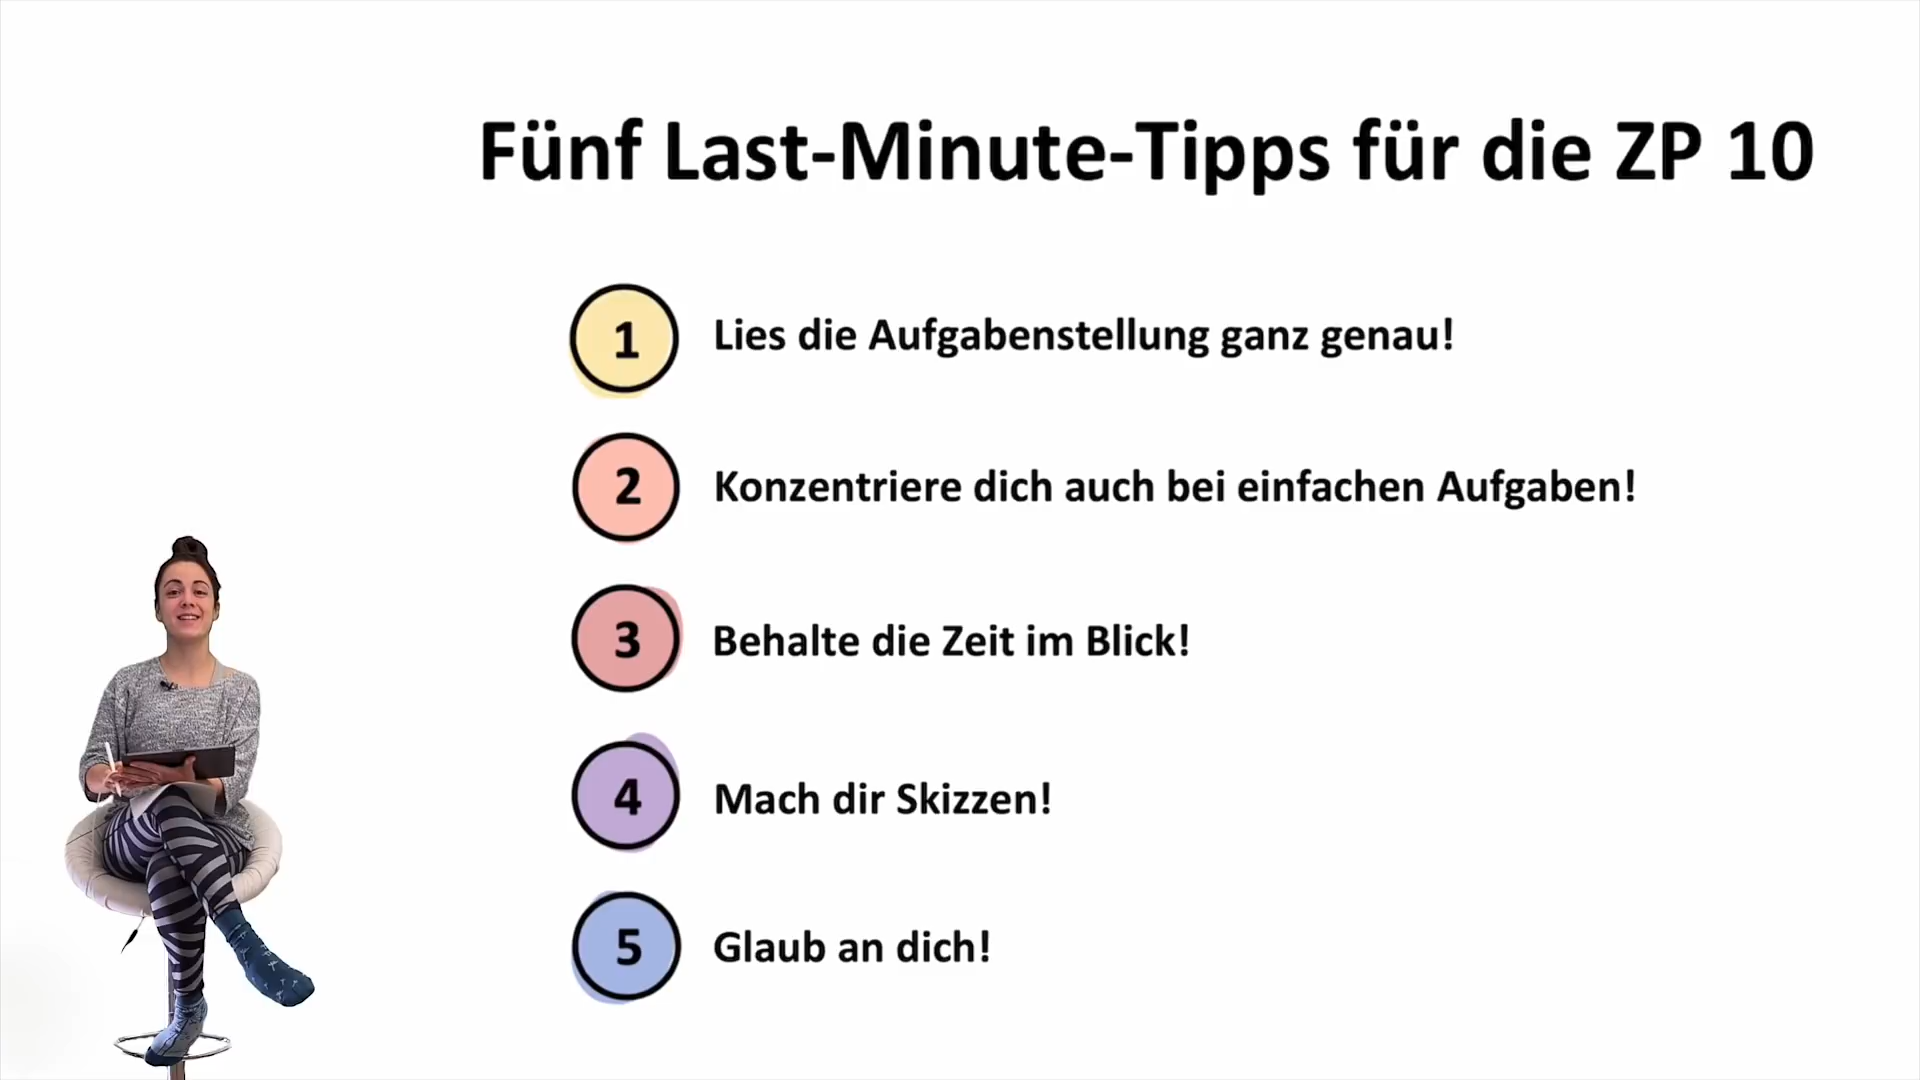 Fünf Last-Minute-Tipps für die ZP 10
1 Lies die Aufgabenstellung ganz genau!
2 Konzentriere dich auch bei einfachen Aufgaben!
3 Behalte die Zeit im Blick!
4 Mach dir Skizzen!
5 Glaub an dich!